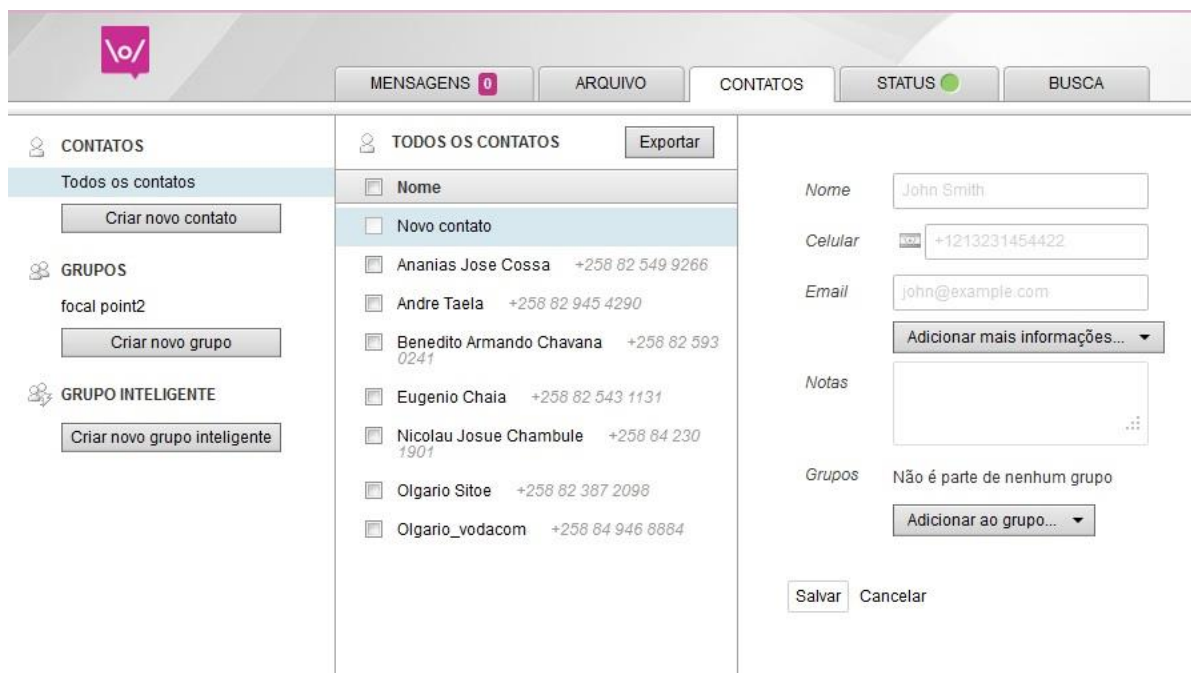 \o/
MENSAGENS 0
ARQUIVO
CONTATOS
STATUS
BUSCA
CONTATOS
Todos os contatos
Criar novo contato
GRUPOS
focal point2
Criar novo grupo
GRUPO INTELIGENTE
Criar novo grupo inteligente
TODOS OS CONTATOS
Exportar
Nome
Novo contato
Ananias Jose Cossa +258 82 549 9266
Andre Taela +258 82 945 4290
Benedito Armando Chavana +258 82 593
0241
Eugenio Chaia +258 82 543 1131
Nicolau Josue Chambule +258 84 230
1901
Olgario Sitoe +258 82 387 2098
Olgario_vodacom +258 84 946 8884
Nome John Smith
Celular +1213231454422
Email john@example.com
Adicionar mais informações...
Notas
Grupos Não é parte de nenhum grupo
Adicionar ao grupo...
Salvar Cancelar